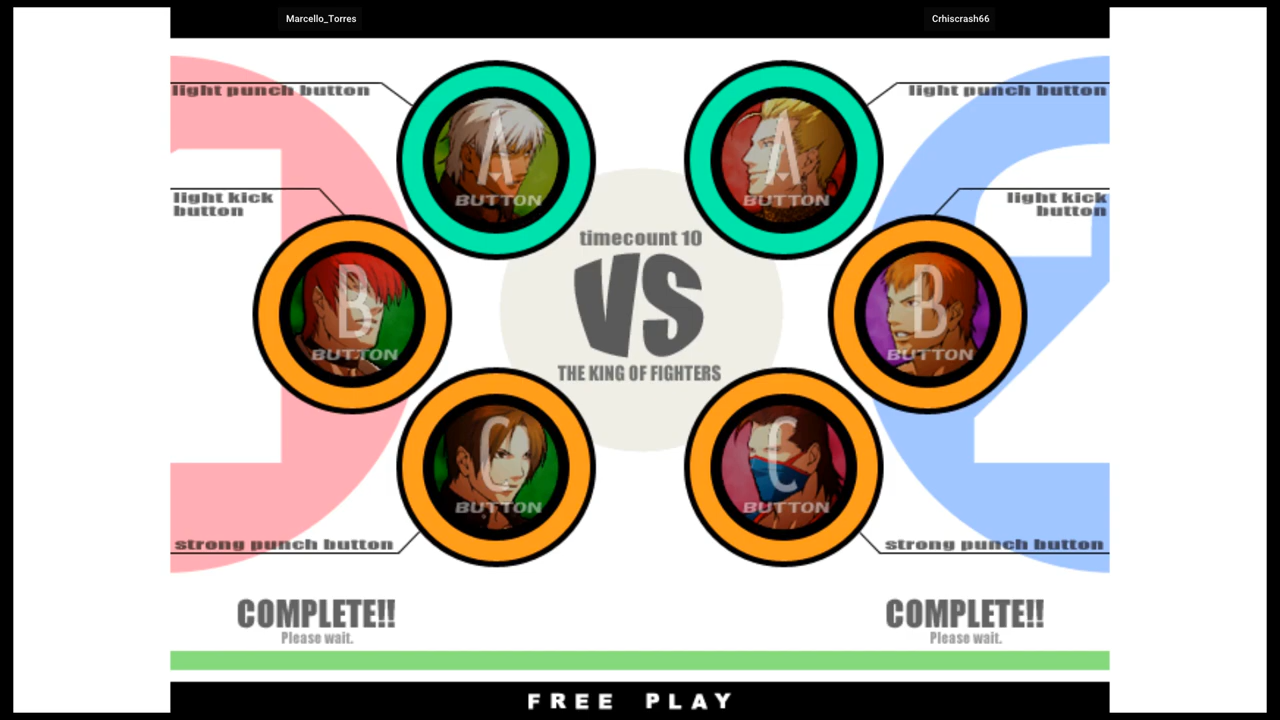 Marcello_Torres
Crhiscrash66
light punch button
light punch button
A
BUTTON
A
BUTTON
light kick
button
light kick
button
timecount 10
B
BUTTON
VS
B
BUTTON
THE KING OF FIGHTERS
C
BUTTON
C
BUTTON
strong punch button
strong punch button
COMPLETE!!
Please wait.
COMPLETE!!
Please wait.
FREE PLAY
1
2